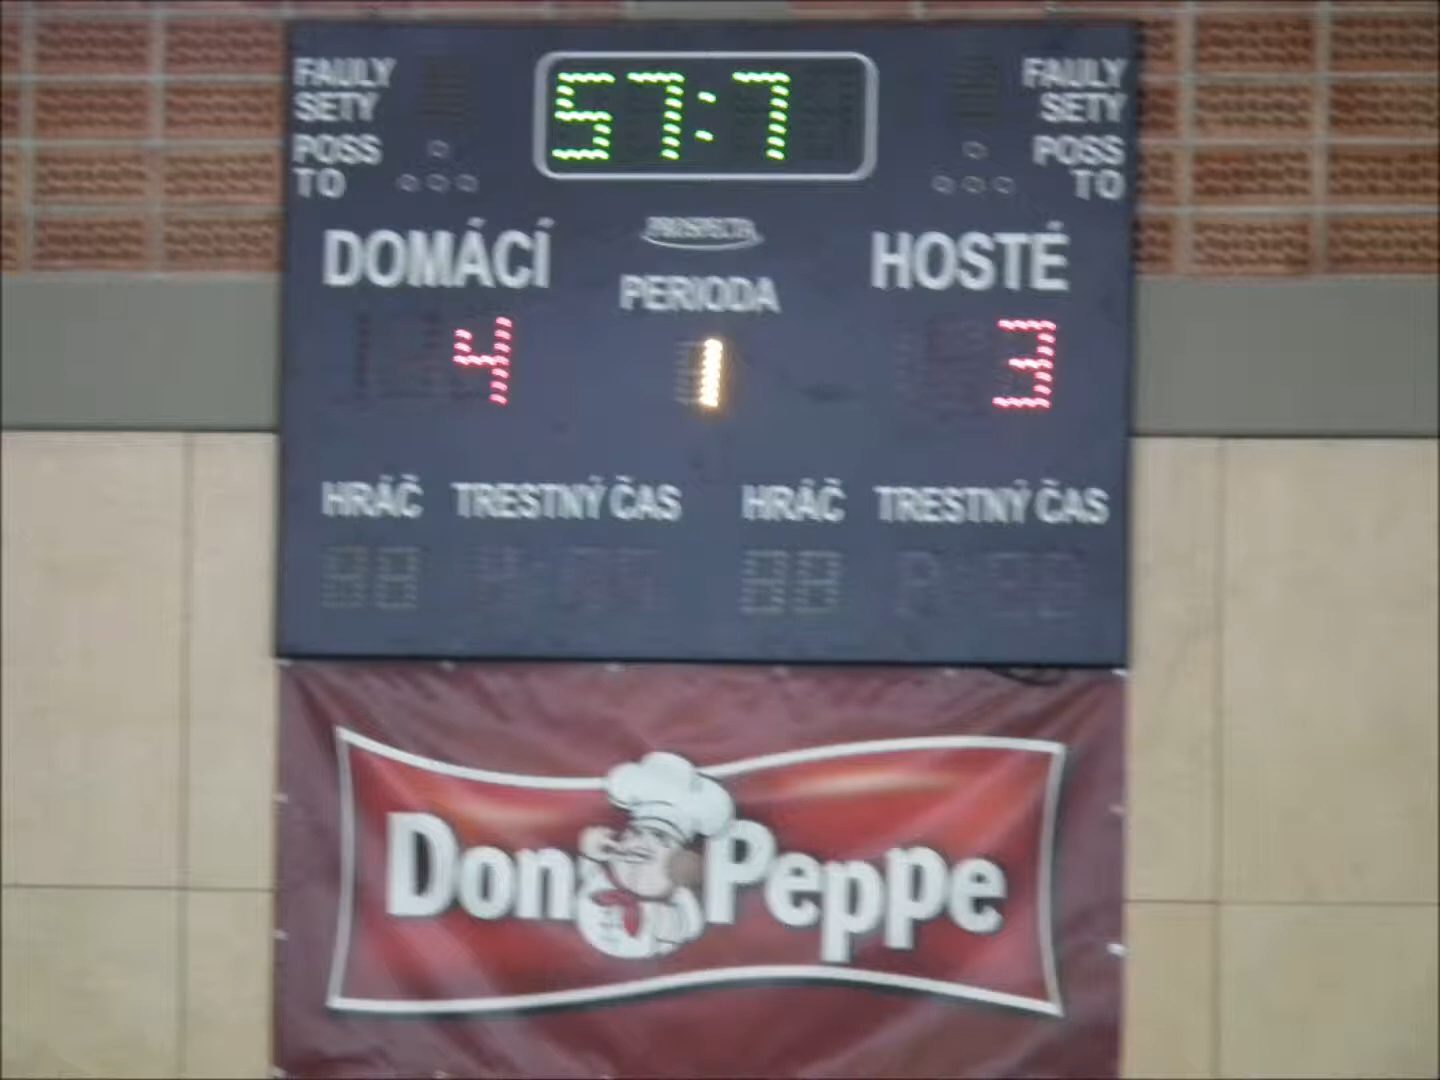 FAULY 57:7 FAULY
SETY SETY
POSS POSS
TO TO
PROSPECTA
DOMÁCÍ HOSTÉ
PERIODA
4 1 3
HRÁČ TRESTNÝ ČAS HRÁČ TRESTNÝ ČAS
Don Peppe